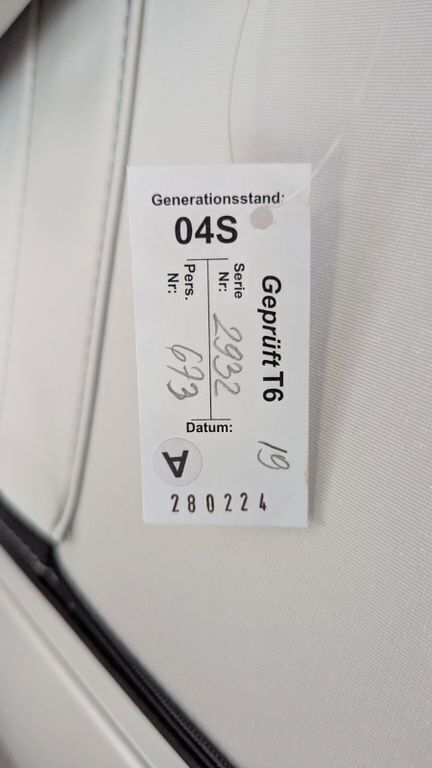 Generationsstand:
04S
Geprüft T6
19
Serie
Nr: 2932
Pers.
Nr: 673
Datum:
A
280224